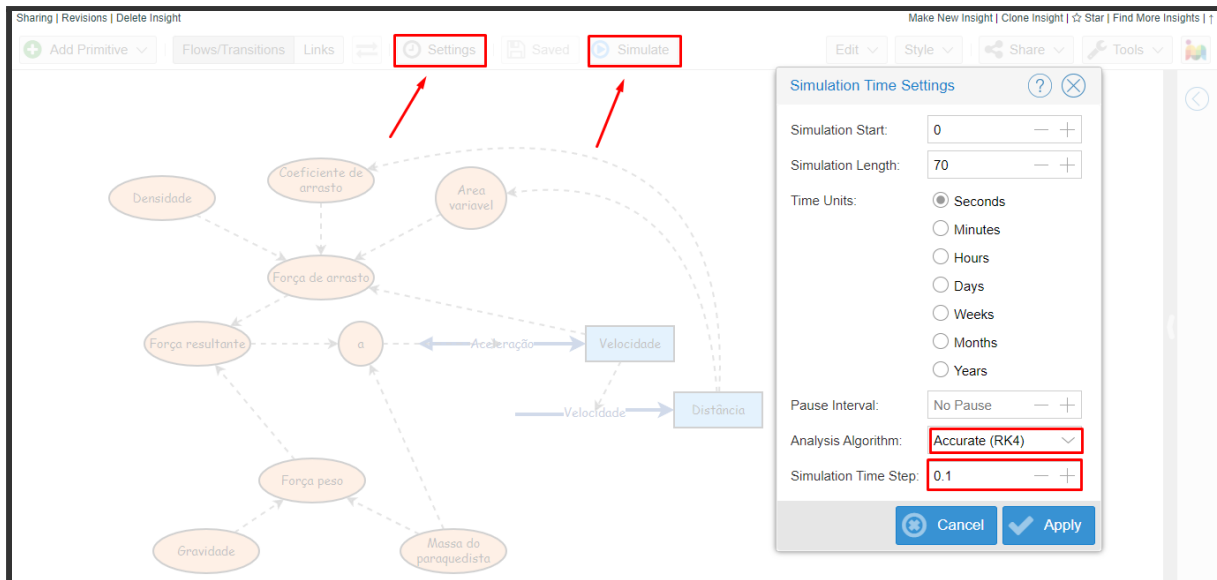 Sharing | Revisions | Delete Insight
Make New Insight | Clone Insight | ☆ Star | Find More Insights | ↑
Add Primitive
Flows/Transitions
Links
Settings
Saved
Simulate
Edit
Style
Share
Tools
Simulation Time Settings
?
Simulation Start:
0
Simulation Length:
70
Time Units:
Seconds
Minutes
Hours
Days
Weeks
Months
Years
Pause Interval:
No Pause
Analysis Algorithm:
Accurate (RK4)
Simulation Time Step:
0.1
Cancel
Apply
Densidade
Coeficiente de
arrasto
Area
variavel
Força de arrasto
Força resultante
a
Aceleração
Velocidade
Velocidade
Distância
Força peso
Gravidade
Massa do
paraquedista